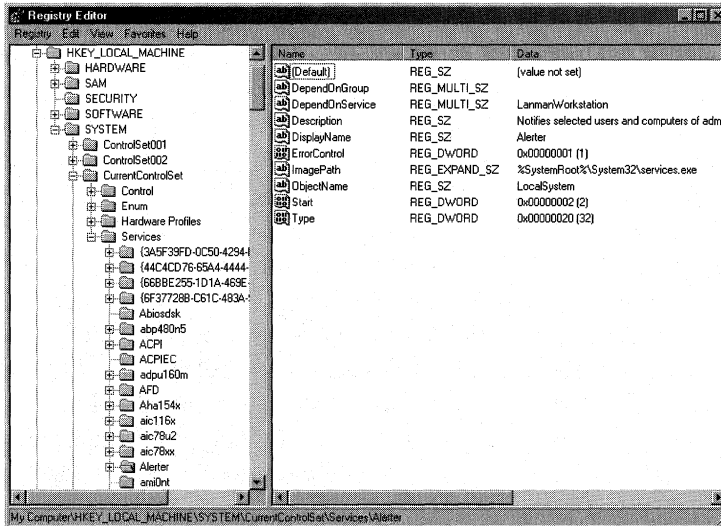 Registry Editor
Registry Edit View Favorites Help
HKEY_LOCAL_MACHINE
HARDWARE
SAM
SECURITY
SOFTWARE
SYSTEM
ControlSet001
ControlSet002
CurrentControlSet
Control
Enum
Hardware Profiles
Services
{3A5F39FD-0C50-4294-
{44C4CD76-65A4-4444-
{66BBE255-1D1A-469E-
{6F37728B-C61C-483A-
Abiosdsk
abp480n5
ACPI
ACPIEC
adpu160m
AFD
Aha154x
aic116x
aic78u2
aic78xx
Alerter
ami0nt
Name Type Data
(Default) REG_SZ (value not set)
DependOnGroup REG_MULTI_SZ
DependOnService REG_MULTI_SZ LanmanWorkstation
Description REG_SZ Notifies selected users and computers of adm
DisplayName REG_SZ Alerter
ErrorControl REG_DWORD 0x00000001 (1)
ImagePath REG_EXPAND_SZ %SystemRoot%\System32\services.exe
ObjectName REG_SZ LocalSystem
Start REG_DWORD 0x00000002 (2)
Type REG_DWORD 0x00000020 (32)
My Computer\HKEY_LOCAL_MACHINE\SYSTEM\CurrentControlSet\Services\Alerter